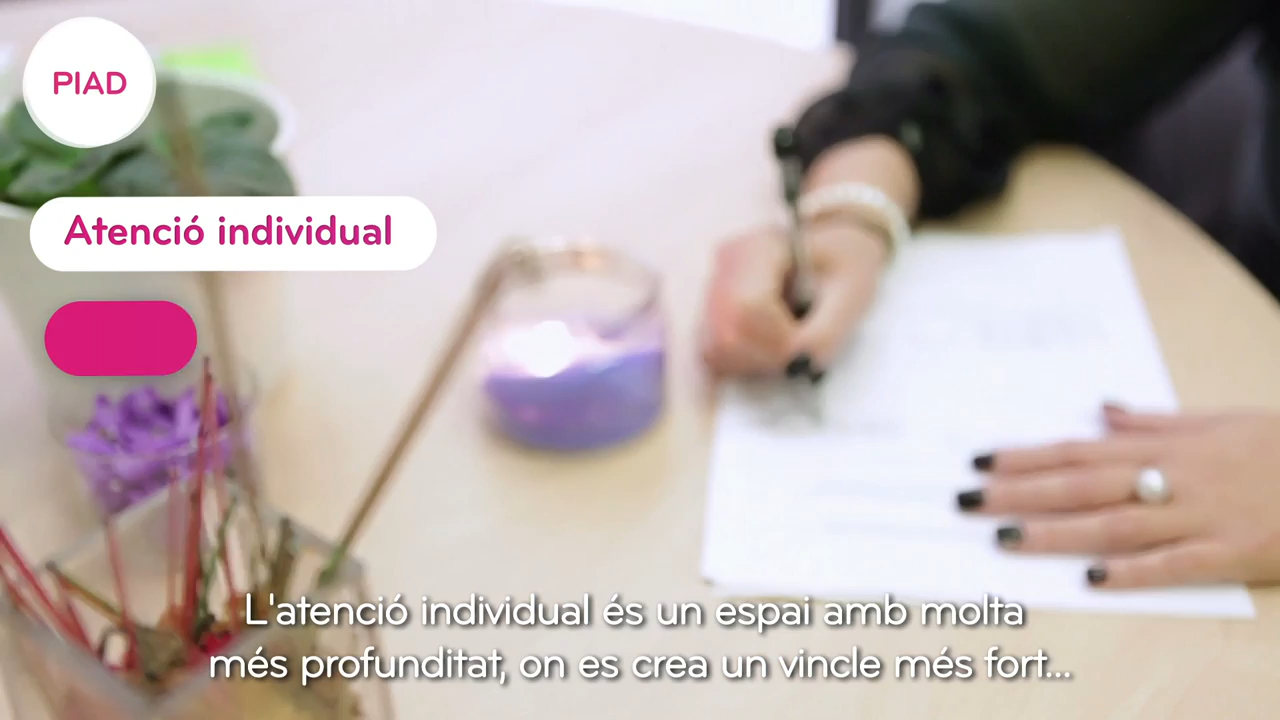 PIAD
Atenció individual
L'atenció individual és un espai amb molta
més profunditat, on es crea un vincle més fort...